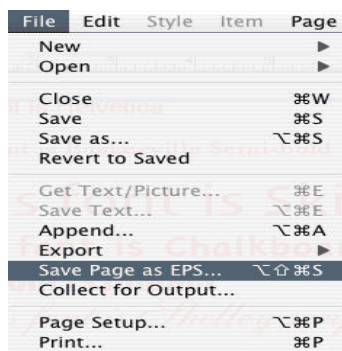 File Edit Style Item Page
New ▶
Open ▶
Close ⌘W
Save ⌘S
Save as... ⌥⌘S
Revert to Saved
Get Text/Picture... ⌘E
Save Text... ⌥⌘E
Append... ⌥⌘A
Export ▶
Save Page as EPS... ⌥⇧⌘S
Collect for Output...
Page Setup... ⌥⌘P
Print... ⌘P